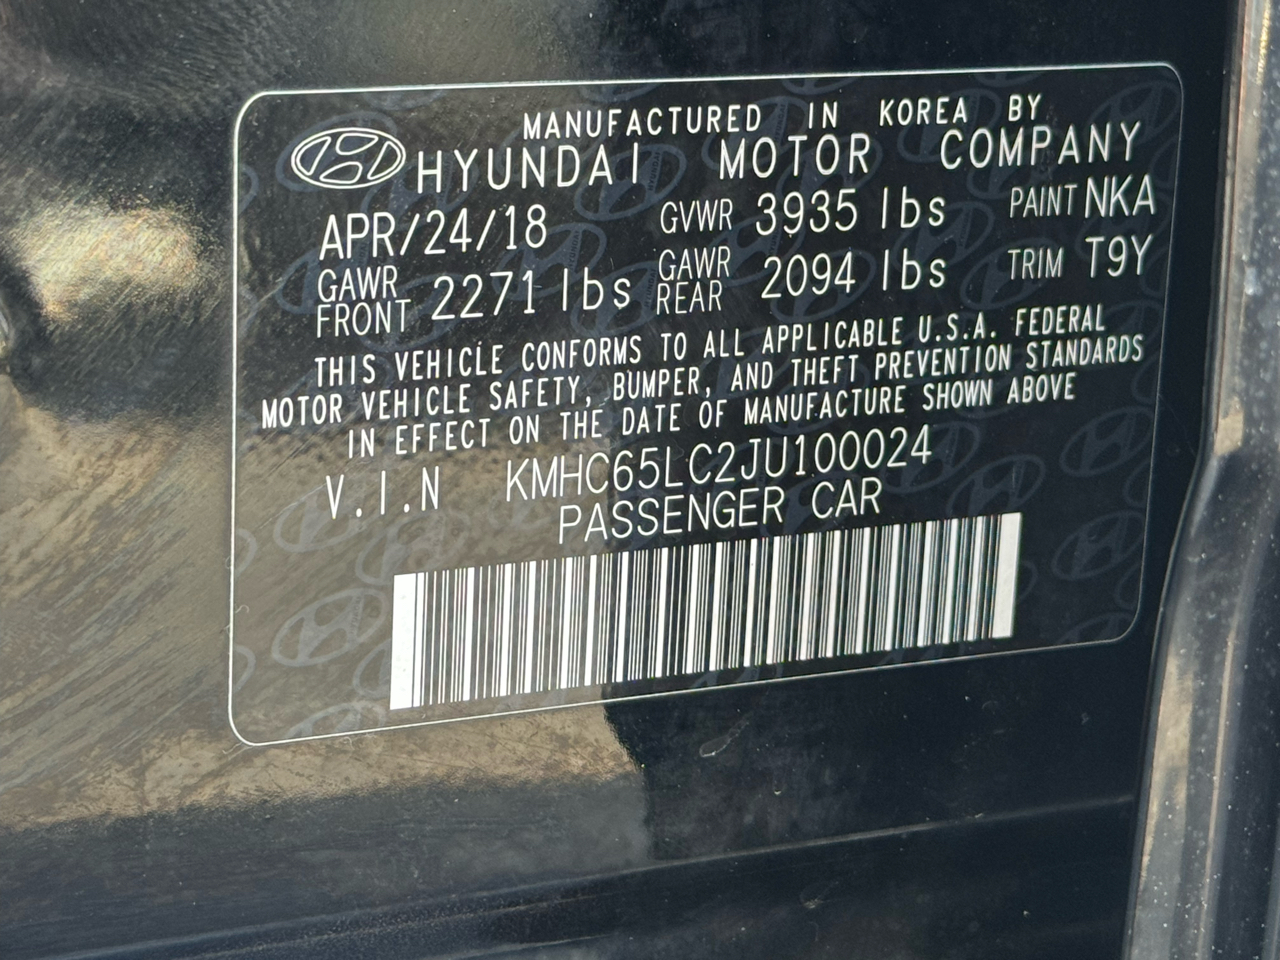 MANUFACTURED IN KOREA BY
HYUNDAI MOTOR COMPANY
APR/24/18 GVWR 3935 lbs PAINT NKA
GAWR FRONT 2271 lbs GAWR REAR 2094 lbs TRIM T9Y
THIS VEHICLE CONFORMS TO ALL APPLICABLE U.S.A. FEDERAL
MOTOR VEHICLE SAFETY, BUMPER, AND THEFT PREVENTION STANDARDS
IN EFFECT ON THE DATE OF MANUFACTURE SHOWN ABOVE
V.I.N KMHC65LC2JU100024
PASSENGER CAR